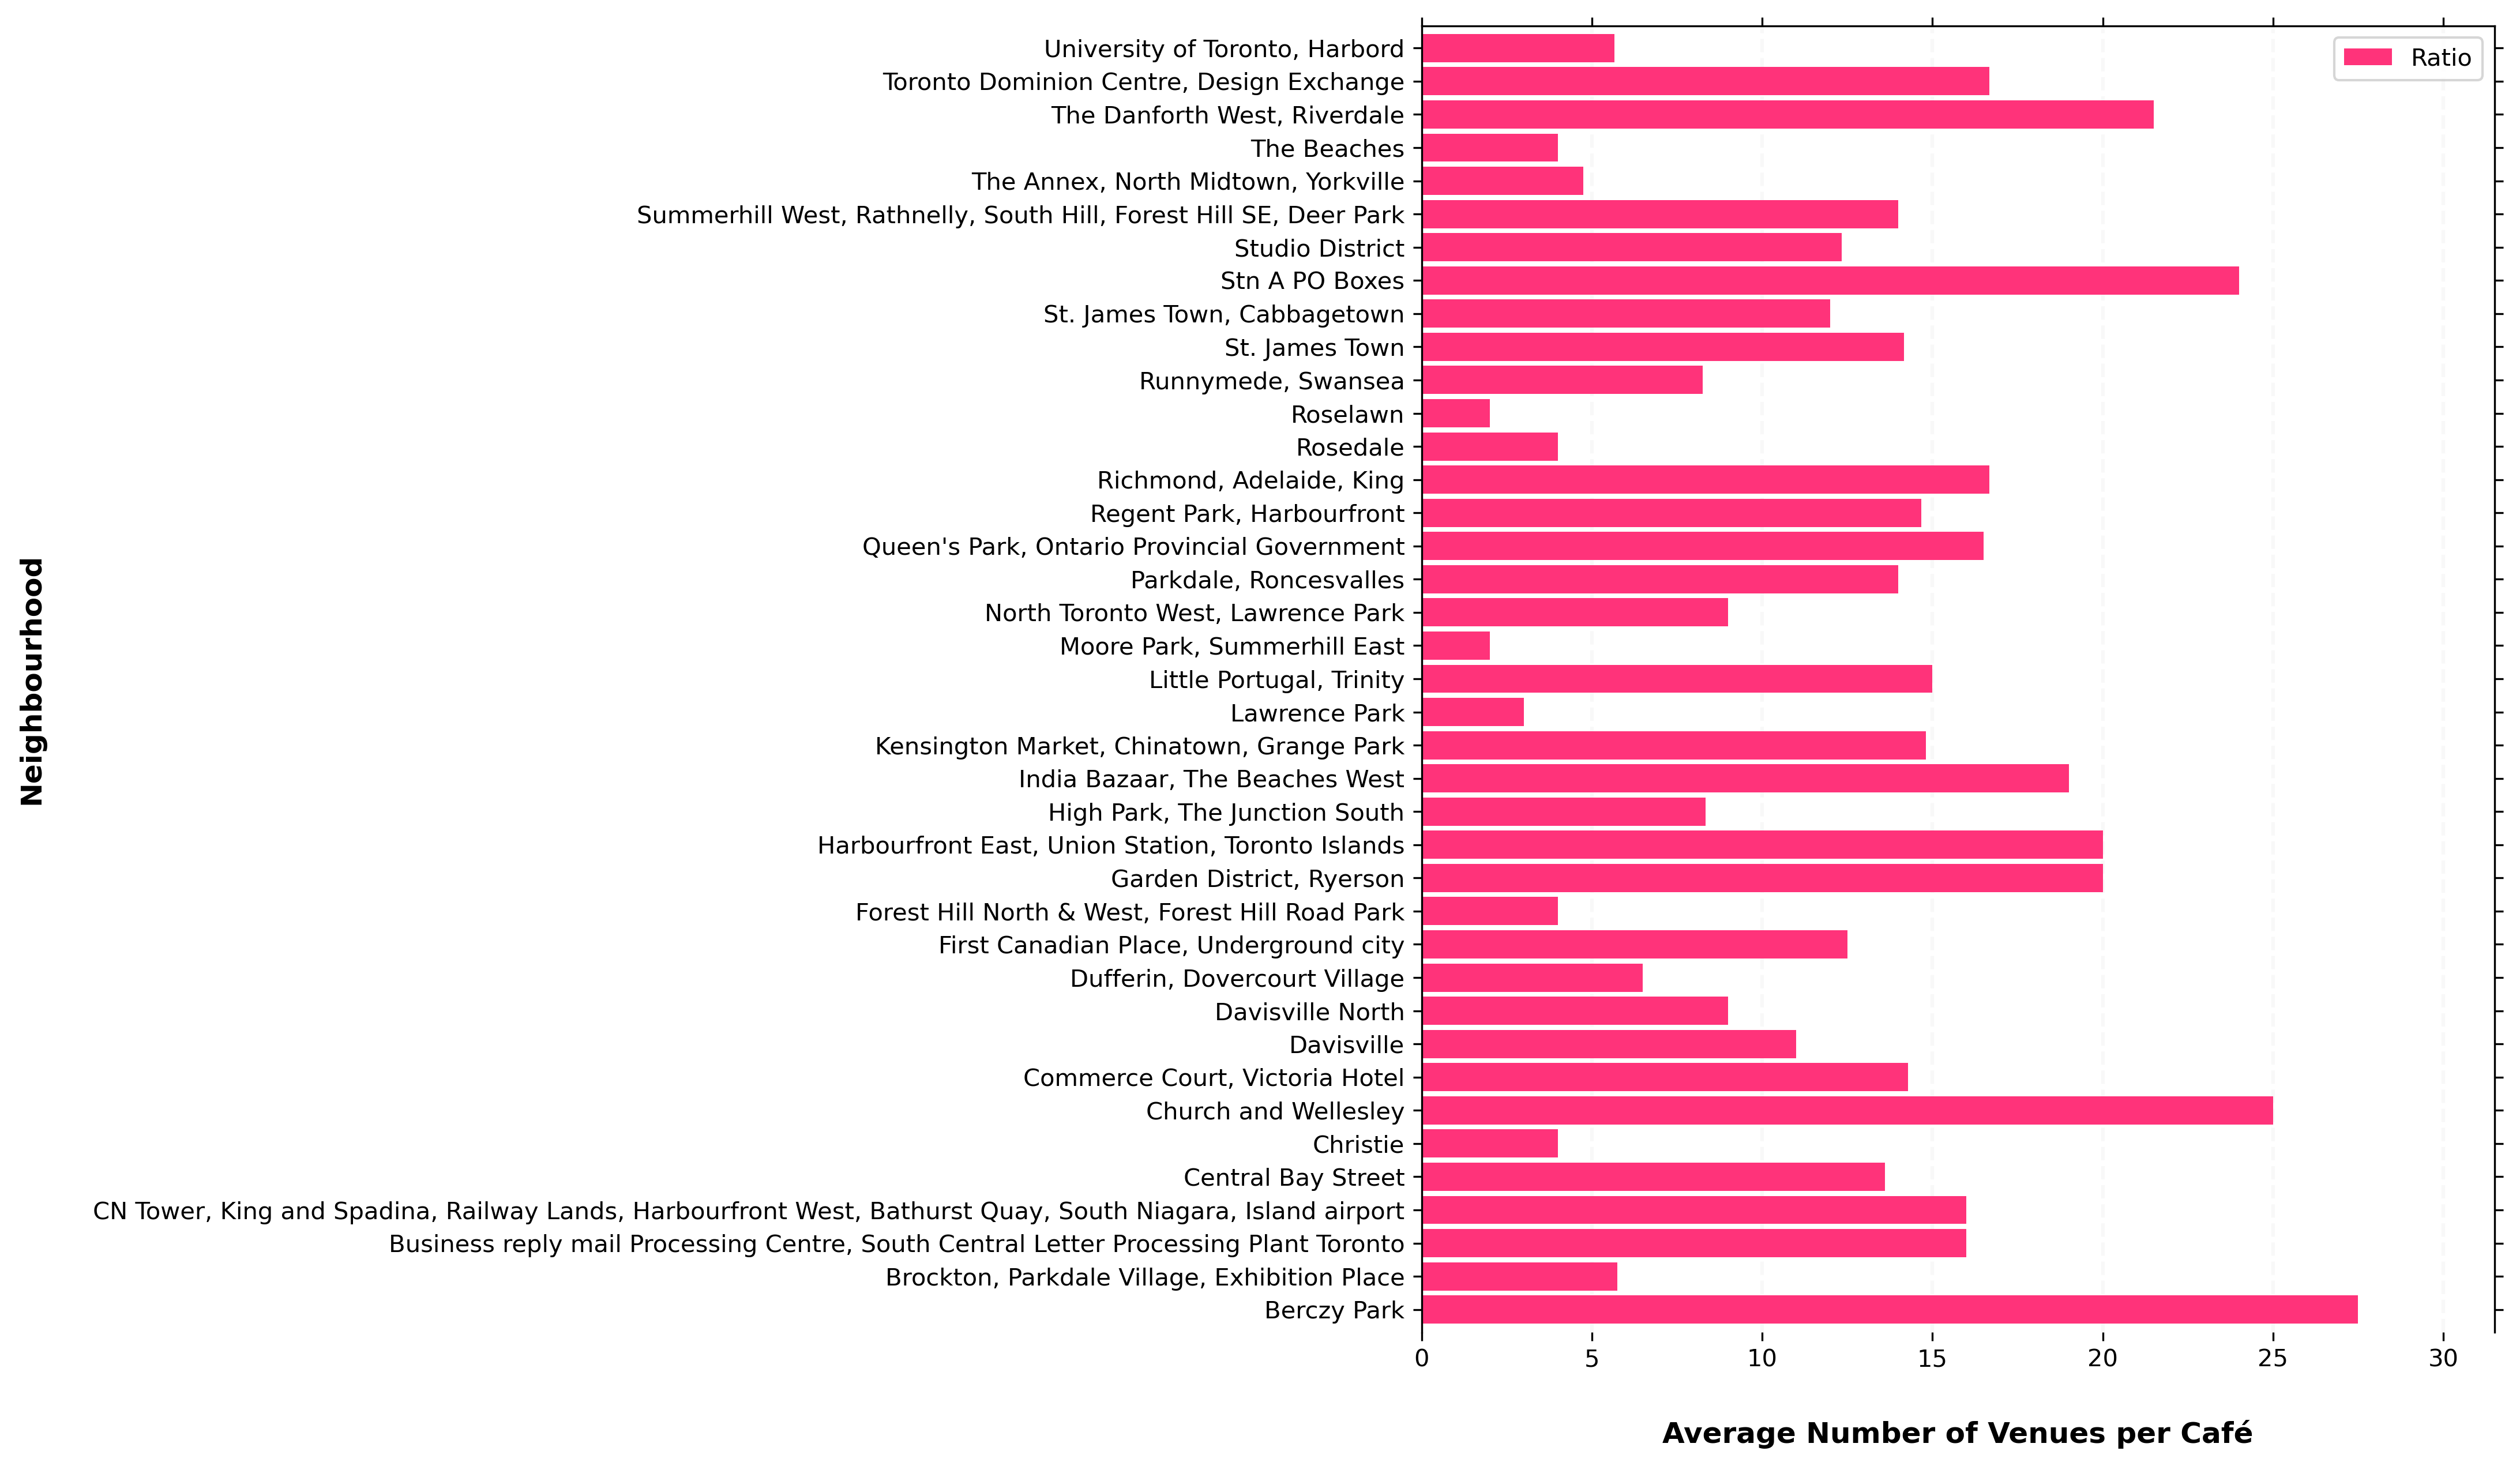 Ratio
University of Toronto, Harbord
Toronto Dominion Centre, Design Exchange
The Danforth West, Riverdale
The Beaches
The Annex, North Midtown, Yorkville
Summerhill West, Rathnelly, South Hill, Forest Hill SE, Deer Park
Studio District
Stn A PO Boxes
St. James Town, Cabbagetown
St. James Town
Runnymede, Swansea
Roselawn
Rosedale
Richmond, Adelaide, King
Regent Park, Harbourfront
Queen's Park, Ontario Provincial Government
Parkdale, Roncesvalles
North Toronto West, Lawrence Park
Moore Park, Summerhill East
Little Portugal, Trinity
Lawrence Park
Kensington Market, Chinatown, Grange Park
India Bazaar, The Beaches West
High Park, The Junction South
Harbourfront East, Union Station, Toronto Islands
Garden District, Ryerson
Forest Hill North & West, Forest Hill Road Park
First Canadian Place, Underground city
Dufferin, Dovercourt Village
Davisville North
Davisville
Commerce Court, Victoria Hotel
Church and Wellesley
Christie
Central Bay Street
CN Tower, King and Spadina, Railway Lands, Harbourfront West, Bathurst Quay, South Niagara, Island airport
Business reply mail Processing Centre, South Central Letter Processing Plant Toronto
Brockton, Parkdale Village, Exhibition Place
Berczy Park
Neighbourhood
0 5 10 15 20 25 30
Average Number of Venues per Café